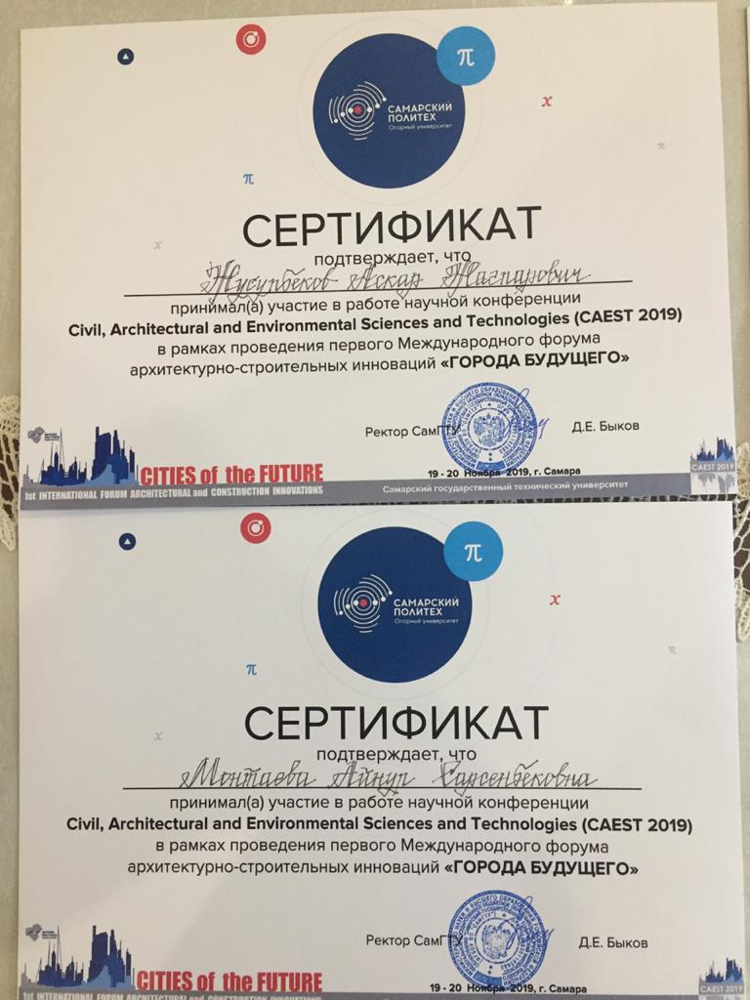 π
САМАРСКИЙ
ПОЛИТЕХ
Опорный университет
x
π
π
x
СЕРТИФИКАТ
подтверждает, что
Жусупбеков Аскар Жагпарович
принимал(а) участие в работе научной конференции
Civil, Architectural and Environmental Sciences and Technologies (CAEST 2019)
в рамках проведения первого Международного форума
архитектурно-строительных инноваций «ГОРОДА БУДУЩЕГО»
Ректор СамГТУ
Д.Е. Быков
19 - 20 Ноября 2019, г. Самара
CITIES of the FUTURE
1st INTERNATIONAL FORUM ARCHITECTURAL and CONSTRUCTION INNOVATIONS
Самарский государственный технический университет
CAEST 2019
π
САМАРСКИЙ
ПОЛИТЕХ
Опорный университет
x
π
π
x
СЕРТИФИКАТ
подтверждает, что
Монтаева Айнур Сарсенбековна
принимал(а) участие в работе научной конференции
Civil, Architectural and Environmental Sciences and Technologies (CAEST 2019)
в рамках проведения первого Международного форума
архитектурно-строительных инноваций «ГОРОДА БУДУЩЕГО»
Ректор СамГТУ
Д.Е. Быков
19 - 20 Ноября 2019, г. Самара
CITIES of the FUTURE
1st INTERNATIONAL FORUM ARCHITECTURAL and CONSTRUCTION INNOVATIONS
CAEST 2019